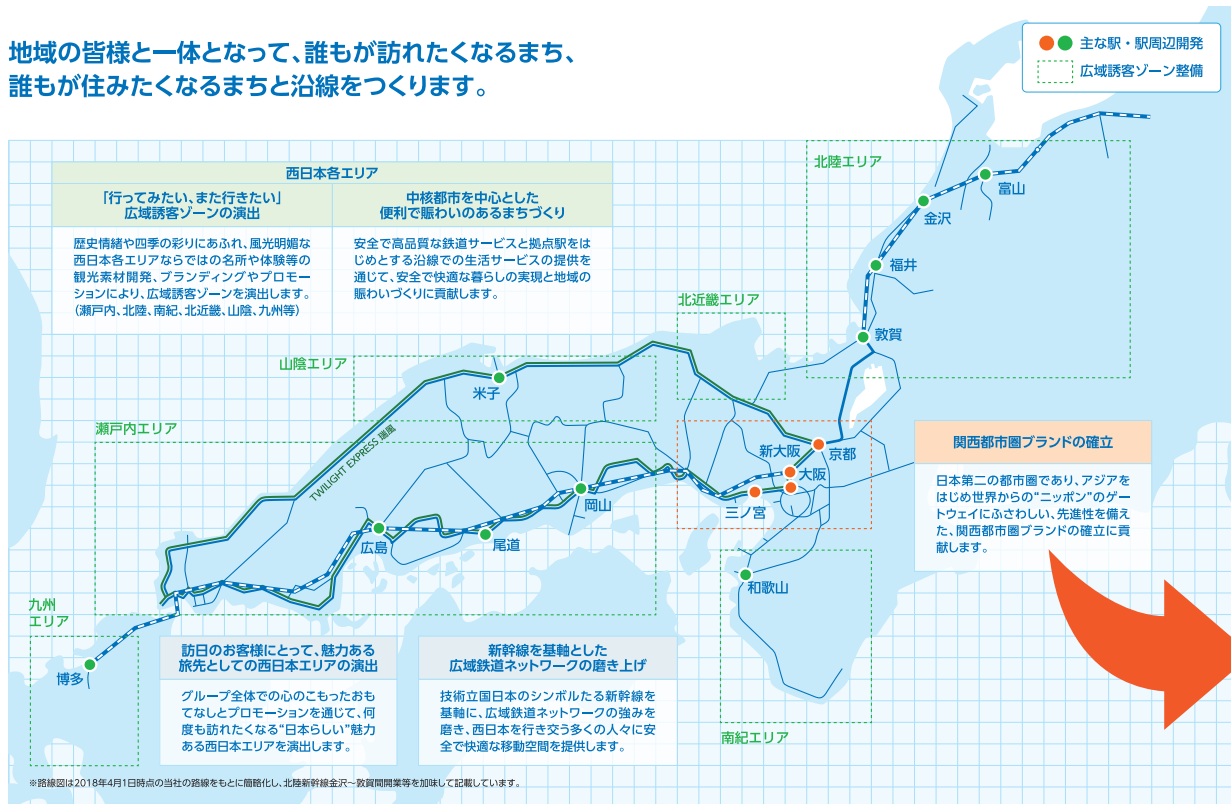 地域の皆様と一体となって、誰もが訪れたくなるまち、
誰もが住みたくなるまちと沿線をつくります。
主な駅・駅周辺開発
広域誘客ゾーン整備
西日本各エリア
「行ってみたい、また行きたい」
広域誘客ゾーンの演出
歴史情緒や四季の彩りにあふれ、風光明媚な
西日本各エリアならではの名所や体験等の
観光素材開発、ブランディングやプロモー
ションにより、広域誘客ゾーンを演出します。
(瀬戸内、北陸、南紀、北近畿、山陰、九州等)
中核都市を中心とした
便利で賑わいのあるまちづくり
安全で高品質な鉄道サービスと拠点駅をは
じめとする沿線での生活サービスの提供を
通じて、安全で快適な暮らしの実現と地域の
賑わいづくりに貢献します。
北陸エリア
富山
金沢
福井
敦賀
北近畿エリア
山陰エリア
米子
瀬戸内エリア
TWILIGHT EXPRESS 瑞風
新大阪
京都
大阪
三ノ宮
岡山
尾道
広島
和歌山
関西都市圏ブランドの確立
日本第二の都市圏であり、アジアを
はじめ世界からの“ニッポン”のゲー
トウェイにふさわしい、先進性を備え
た、関西都市圏ブランドの確立に貢
献します。
九州
エリア
博多
訪日のお客様にとって、魅力ある
旅先としての西日本エリアの演出
グループ全体での心のこもったおも
てなしとプロモーションを通じて、何
度も訪れたくなる“日本らしい”魅力
ある西日本エリアを演出します。
新幹線を基軸とした
広域鉄道ネットワークの磨き上げ
技術立国日本のシンボルたる新幹線を
基軸に、広域鉄道ネットワークの強みを
磨き、西日本を行き交う多くの人々に安
全で快適な移動空間を提供します。
南紀エリア
※路線図は2018年4月1日時点の当社の路線をもとに簡略化し、北陸新幹線金沢～敦賀間開業等を加味して記載しています。